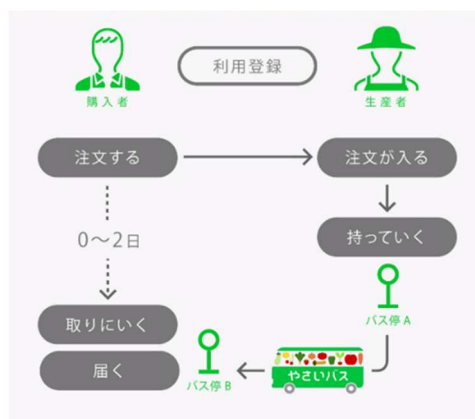 利用登録
購入者
生産者
注文する
注文が入る
0〜2日
持っていく
バス停A
取りにいく
届く
バス停B
やさいバス